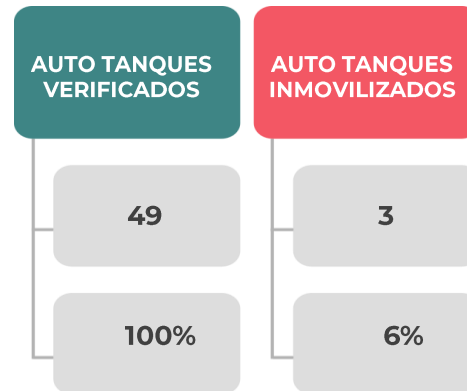 AUTO TANQUES
VERIFICADOS
49
100%
AUTO TANQUES
INMOVILIZADOS
3
6%